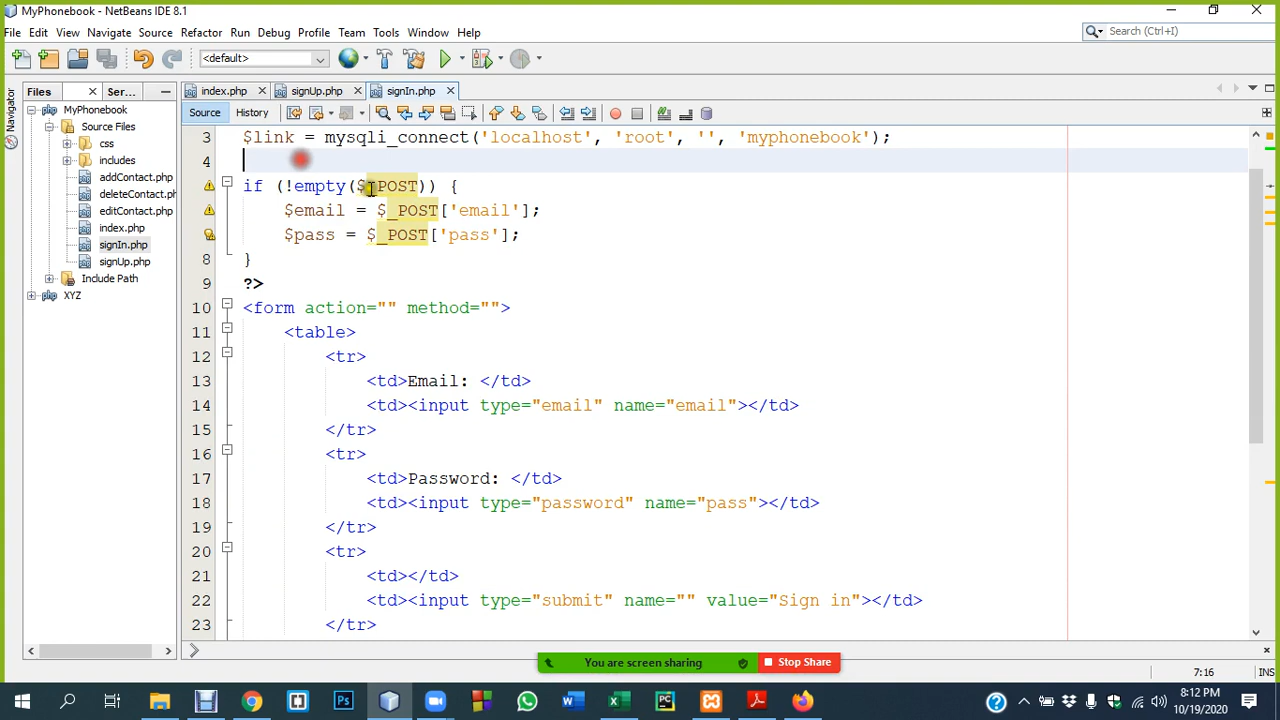 MyPhonebook - NetBeans IDE 8.1
File Edit View Navigate Source Refactor Run Debug Profile Team Tools Window Help
Search (Ctrl+I)
<default>
Files Ser...
index.php signUp.php signIn.php
Navigator
MyPhonebook
Source Files
css
includes
addContact.php
deleteContact.ph
editContact.php
index.php
signIn.php
signUp.php
Include Path
XYZ
Source History
3 $link = mysqli_connect('localhost', 'root', '', 'myphonebook');
4
if (!empty($_POST)) {
$email = $_POST['email'];
$pass = $_POST['pass'];
8 }
9 ?>
10 <form action="" method="">
11 <table>
12 <tr>
13 <td>Email: </td>
14 <td><input type="email" name="email"></td>
15 </tr>
16 <tr>
17 <td>Password: </td>
18 <td><input type="password" name="pass"></td>
19 </tr>
20 <tr>
21 <td></td>
22 <td><input type="submit" name="" value="Sign in"></td>
23 </tr>
You are screen sharing Stop Share
7:16 INS
8:12 PM
10/19/2020